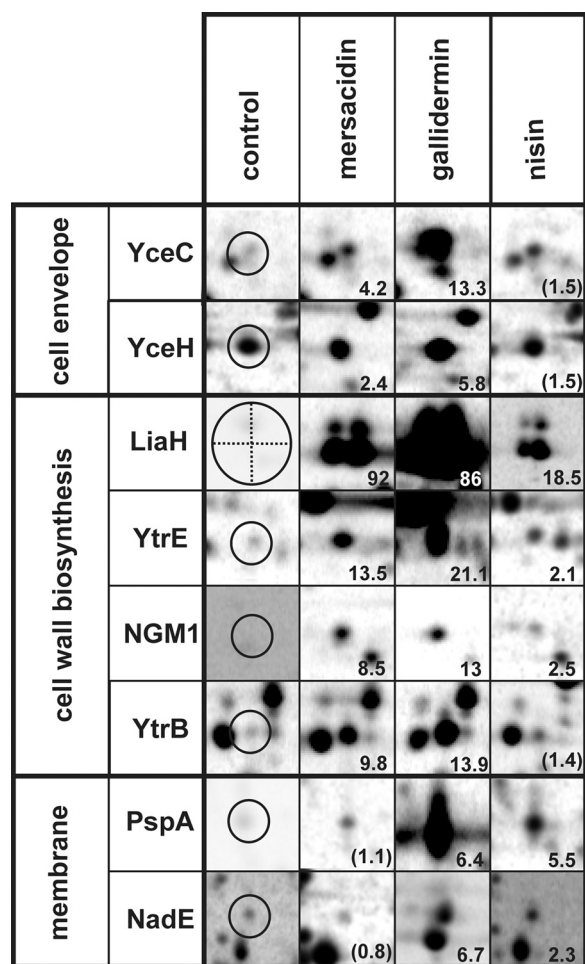 control mersacidin gallidermin nisin
cell envelope
YceC 4.2 13.3 (1.5)
YceH 2.4 5.8 (1.5)
cell wall biosynthesis
LiaH 92 86 18.5
YtrE 13.5 21.1 2.1
NGM1 8.5 13 2.5
YtrB 9.8 13.9 (1.4)
membrane
PspA (1.1) 6.4 5.5
NadE (0.8) 6.7 2.3